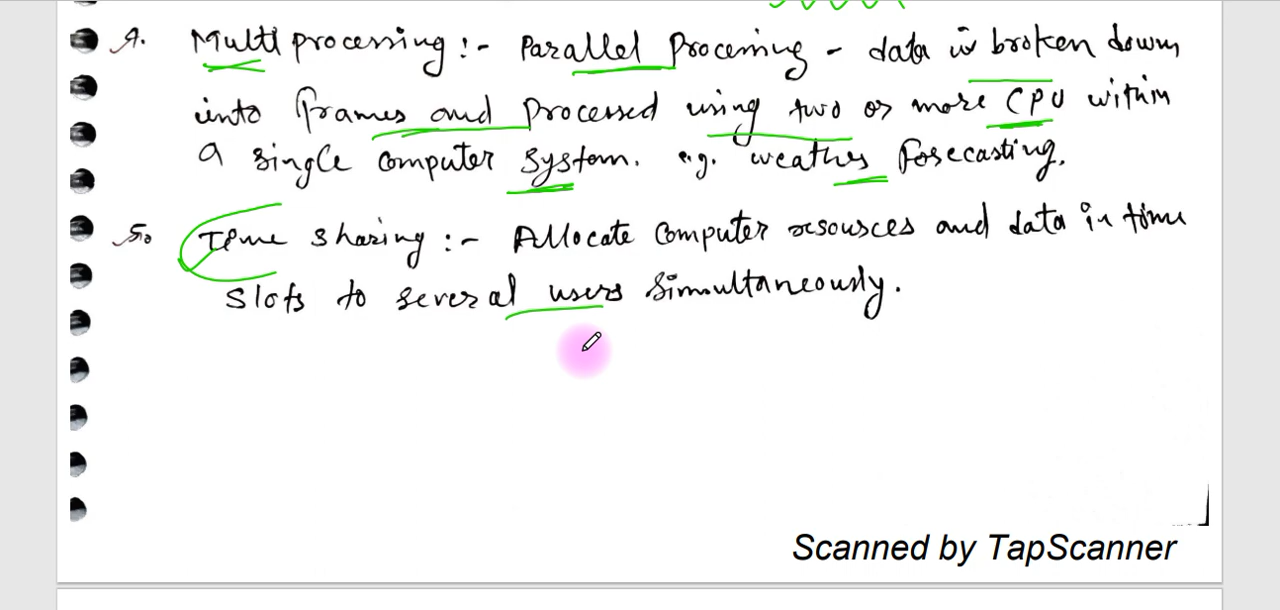 4. Multi processing :- Parallel Processing - data is broken down
into frames and processed using two or more CPU within
a single computer system. e.g. weather forecasting.
5. Time sharing :- Allocate computer resources and data in time
slots to several users simultaneously.
Scanned by TapScanner